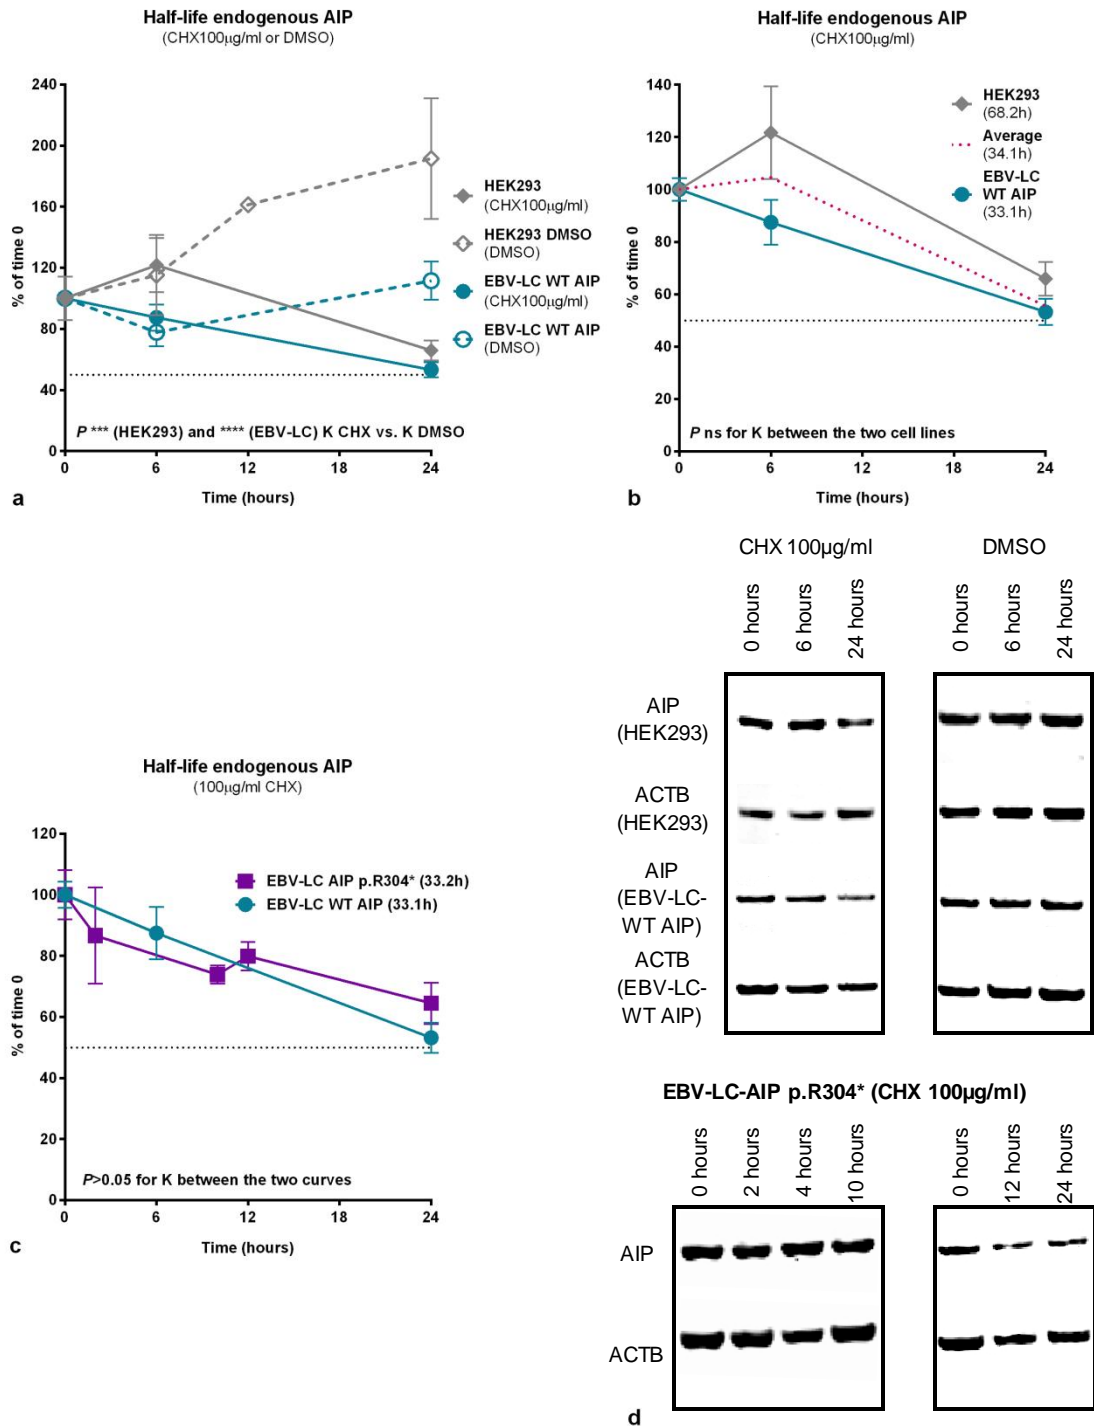 Half-life endogenous AIP
(CHX100µg/ml or DMSO)
240
200
160
120
80
40
0
% of time 0
0
6
12
18
24
Time (hours)
HEK293
(CHX100µg/ml)
HEK293 DMSO
(DMSO)
EBV-LC WT AIP
(CHX100µg/ml)
EBV-LC WT AIP
(DMSO)
P *** (HEK293) and **** (EBV-LC) K CHX vs. K DMSO
a
Half-life endogenous AIP
(CHX100µg/ml)
140
120
100
80
60
40
20
0
% of time 0
0
6
12
18
24
Time (hours)
HEK293
(68.2h)
Average
(34.1h)
EBV-LC
WT AIP
(33.1h)
P ns for K between the two cell lines
b
Half-life endogenous AIP
(100µg/ml CHX)
120
100
80
60
40
20
0
% of time 0
0
6
12
18
24
Time (hours)
EBV-LC AIP p.R304* (33.2h)
EBV-LC WT AIP (33.1h)
P>0.05 for K between the two curves
c
CHX 100µg/ml
DMSO
0 hours
6 hours
24 hours
0 hours
6 hours
24 hours
AIP
(HEK293)
ACTB
(HEK293)
AIP
(EBV-LC-
WT AIP)
ACTB
(EBV-LC-
WT AIP)
EBV-LC-AIP p.R304* (CHX 100µg/ml)
0 hours
2 hours
4 hours
10 hours
0 hours
12 hours
24 hours
AIP
ACTB
d